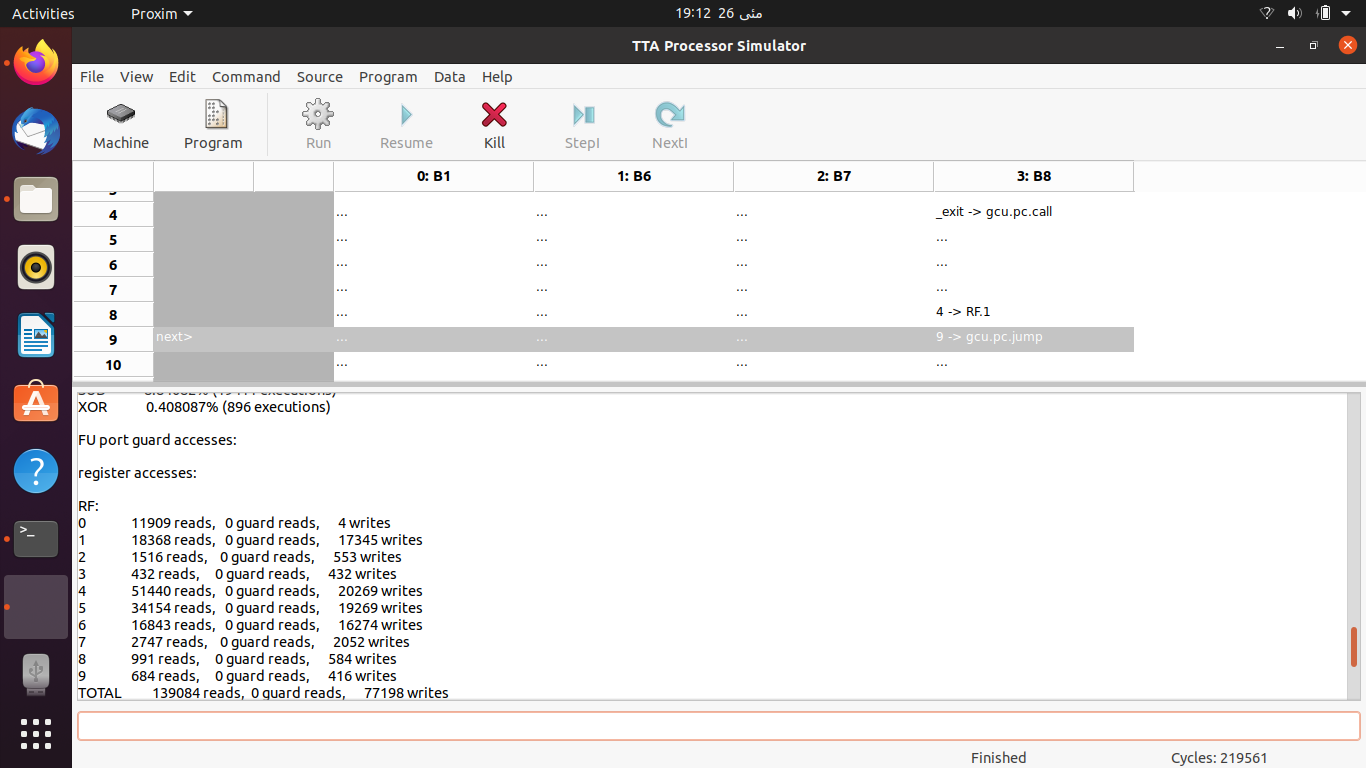 Activities Proxim 19:12 26 مئی
TTA Processor Simulator
File View Edit Command Source Program Data Help
Machine Program Run Resume Kill StepI NextI
0: B1 1: B6 2: B7 3: B8
4 ... ... ... _exit -> gcu.pc.call
5 ... ... ... ...
6 ... ... ... ...
7 ... ... ... ...
8 ... ... ... 4 -> RF.1
9 next> ... ... ... 9 -> gcu.pc.jump
10 ... ... ... ...
XOR 0.408087% (896 executions)
FU port guard accesses:
register accesses:
RF:
0 11909 reads, 0 guard reads, 4 writes
1 18368 reads, 0 guard reads, 17345 writes
2 1516 reads, 0 guard reads, 553 writes
3 432 reads, 0 guard reads, 432 writes
4 51440 reads, 0 guard reads, 20269 writes
5 34154 reads, 0 guard reads, 19269 writes
6 16843 reads, 0 guard reads, 16274 writes
7 2747 reads, 0 guard reads, 2052 writes
8 991 reads, 0 guard reads, 584 writes
9 684 reads, 0 guard reads, 416 writes
TOTAL 139084 reads, 0 guard reads, 77198 writes
Finished Cycles: 219561